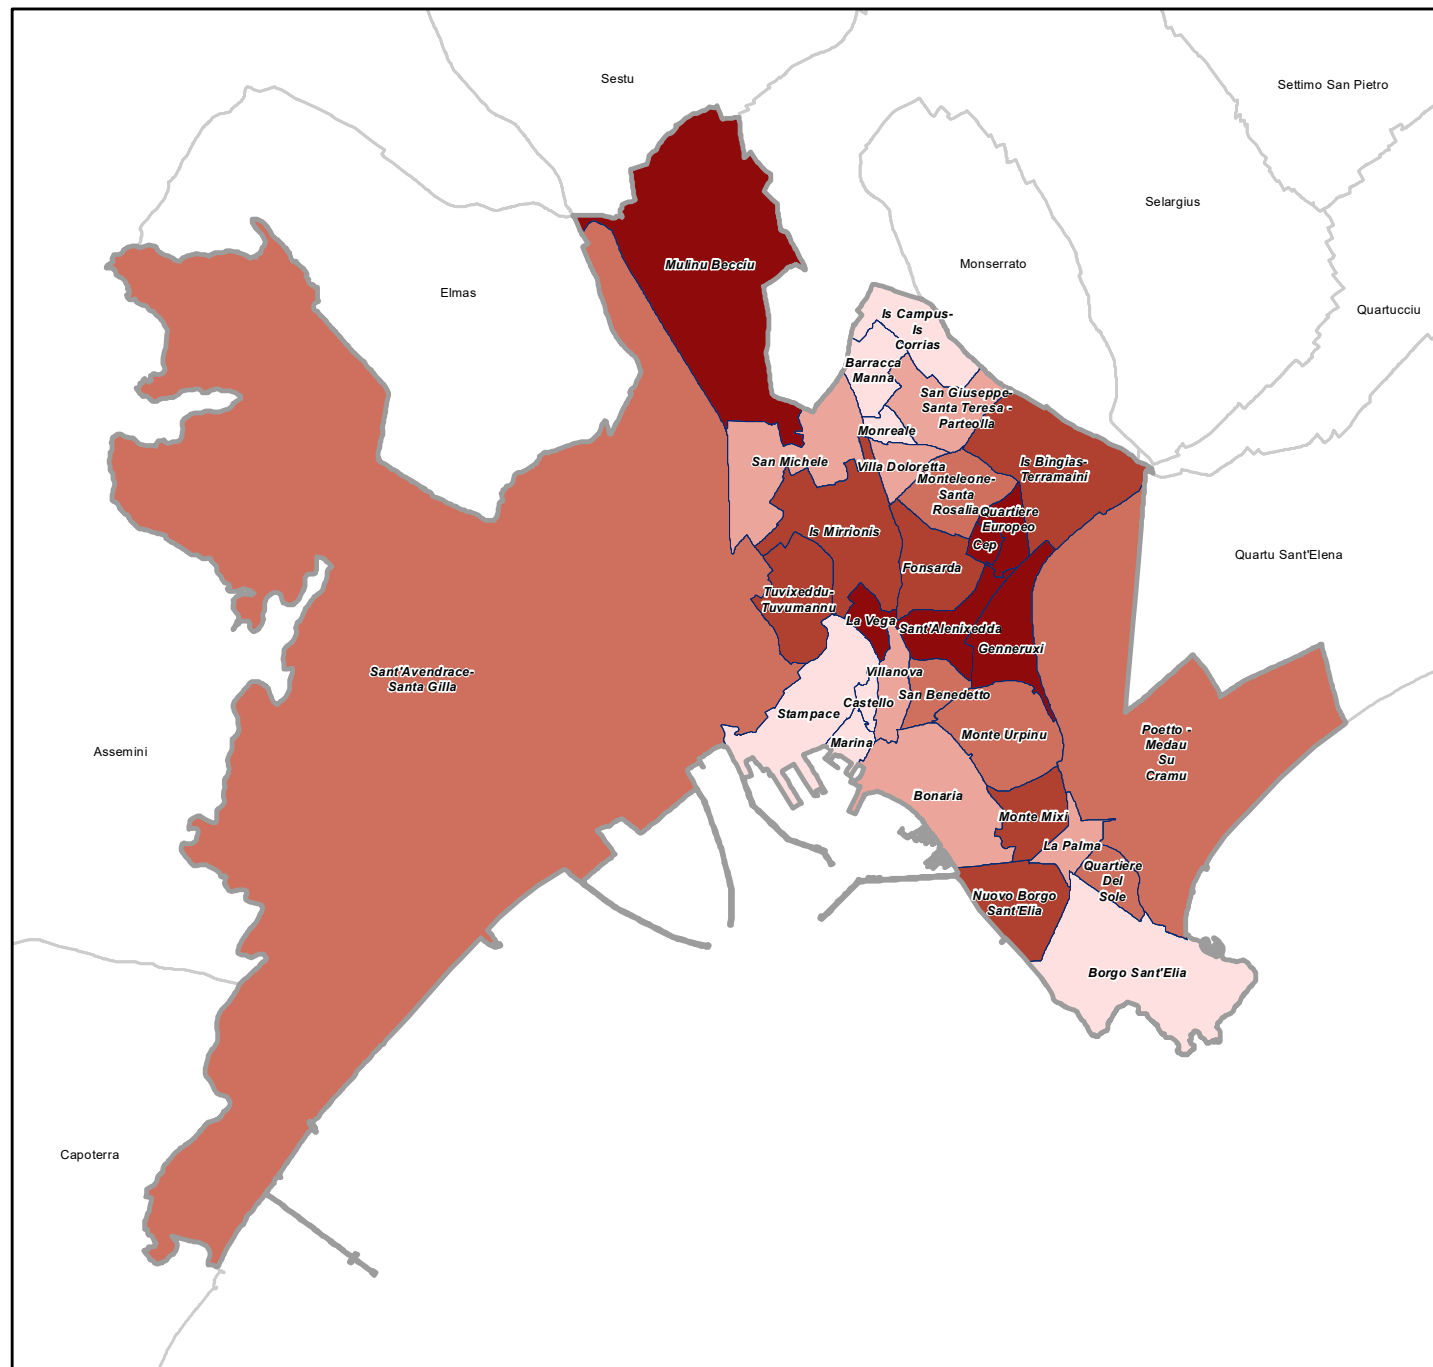 Sestu
Settimo San Pietro
Selargius
Mulinu Becciu
Monserrato
Elmas
Quartucciu
Is Campus-
Is
Corrias
Barracca
Manna
San Giuseppe-
Santa Teresa -
Parteolla
Monreale
San Michele
Villa Doloretta
Is Bingias-
Terramaini
Monteleone-
Santa
Rosalia
Quartiere
Europeo
Is Mirrionis
Cep
Quartu Sant'Elena
Fonsarda
Tuvixeddu-
Tuvumannu
La Vega
Sant'Alenixedda
Genneruxi
Sant'Avendrace-
Santa Gilla
Villanova
San Benedetto
Castello
Stampace
Marina
Monte Urpinu
Poetto -
Medau
Su
Cramu
Assemini
Bonaria
Monte Mixi
La Palma
Quartiere
Del
Sole
Nuovo Borgo
Sant'Elia
Borgo Sant'Elia
Capoterra